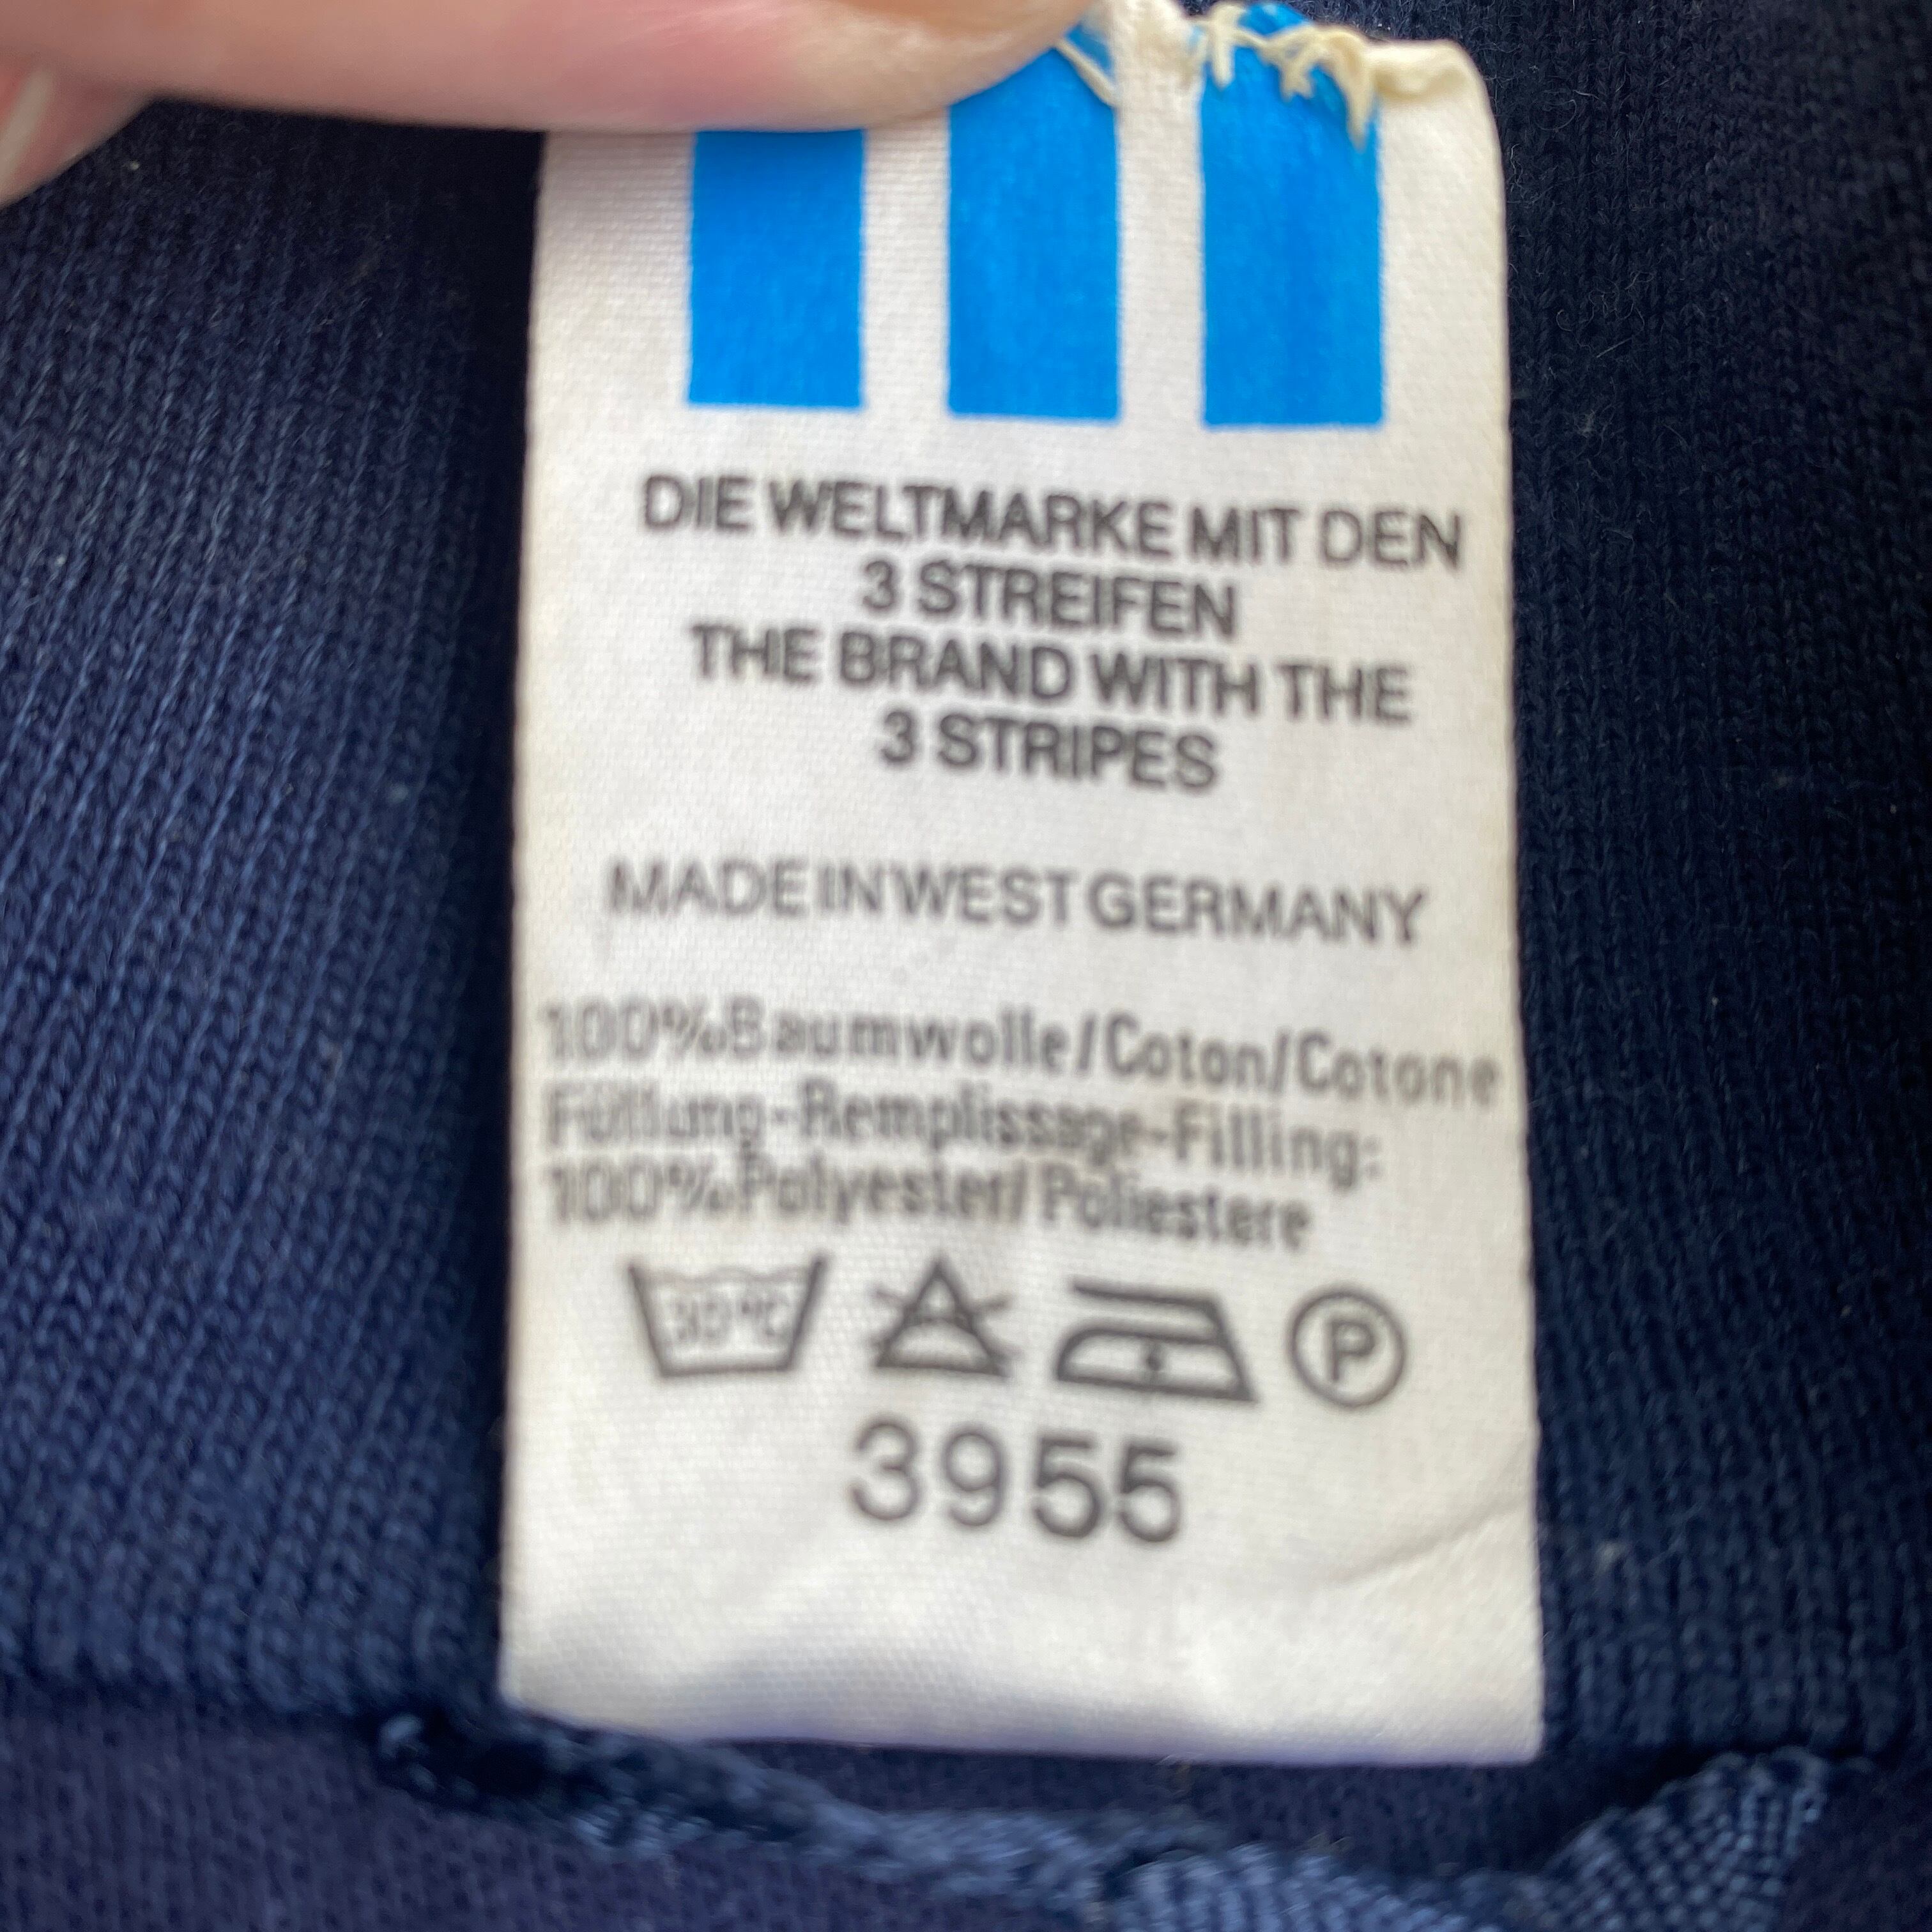 DIE WELTMARKE MIT DEN
3 STREIFEN
THE BRAND WITH THE
3 STRIPES
MADE IN WEST GERMANY
100%Baumwolle/Coton/Cotone
Füllung-Remplissage-Filling:
100%Polyester/Poliestere
30°C
P
3955